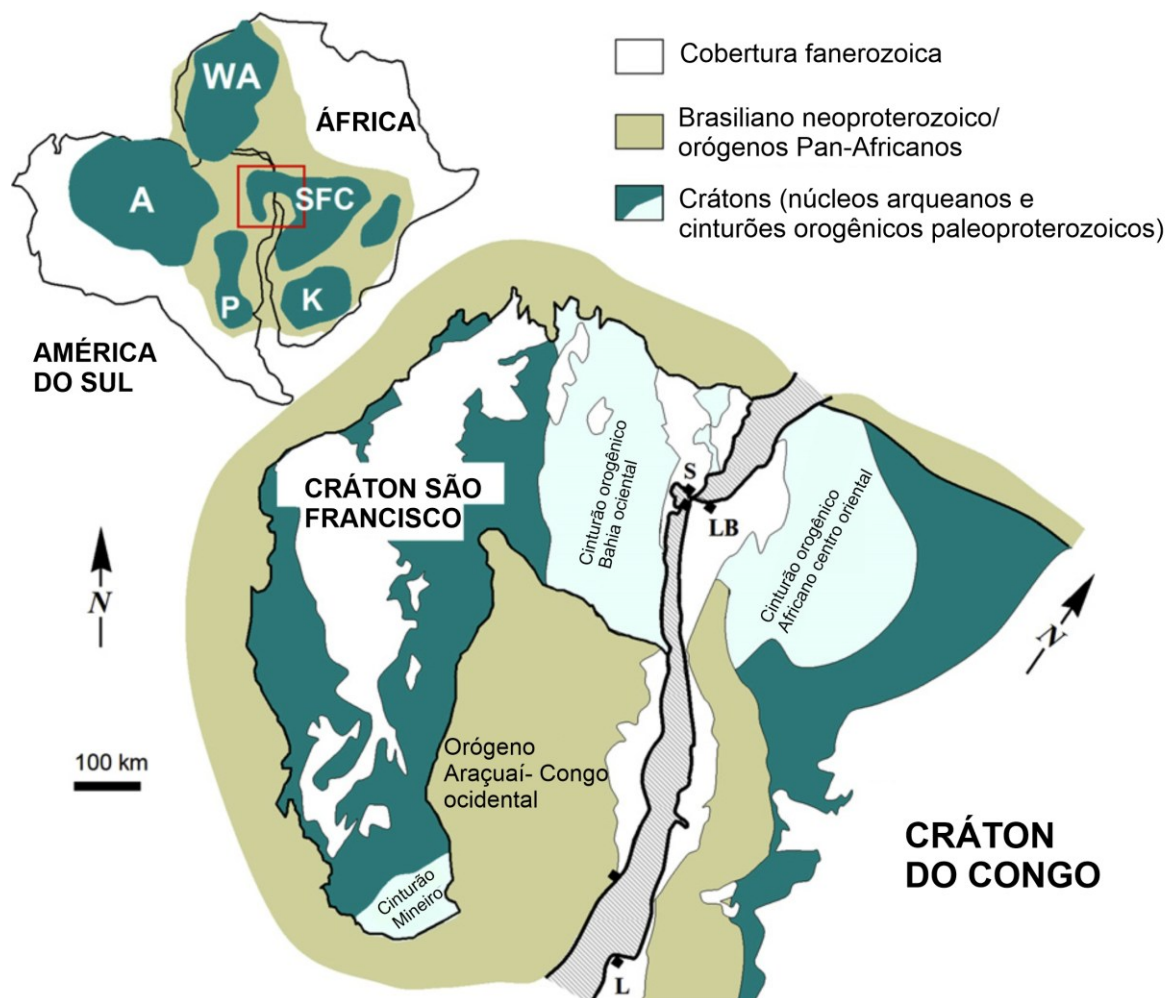 WA
ÁFRICA
A
SFC
P
K
AMÉRICA
DO SUL
Cobertura fanerozoica
Brasiliano neoproterozoico/
orógenos Pan-Africanos
Crátons (núcleos arqueanos e
cinturões orogênicos paleoproterozoicos)
CRÁTON SÃO
FRANCISCO
Cinturão orogênico
Bahia ociental
S
LB
Cinturão orogênico
Africano centro oriental
N
N
100 km
Orógeno
Araçuaí- Congo
ocidental
Cinturão
Mineiro
CRÁTON
DO CONGO
L